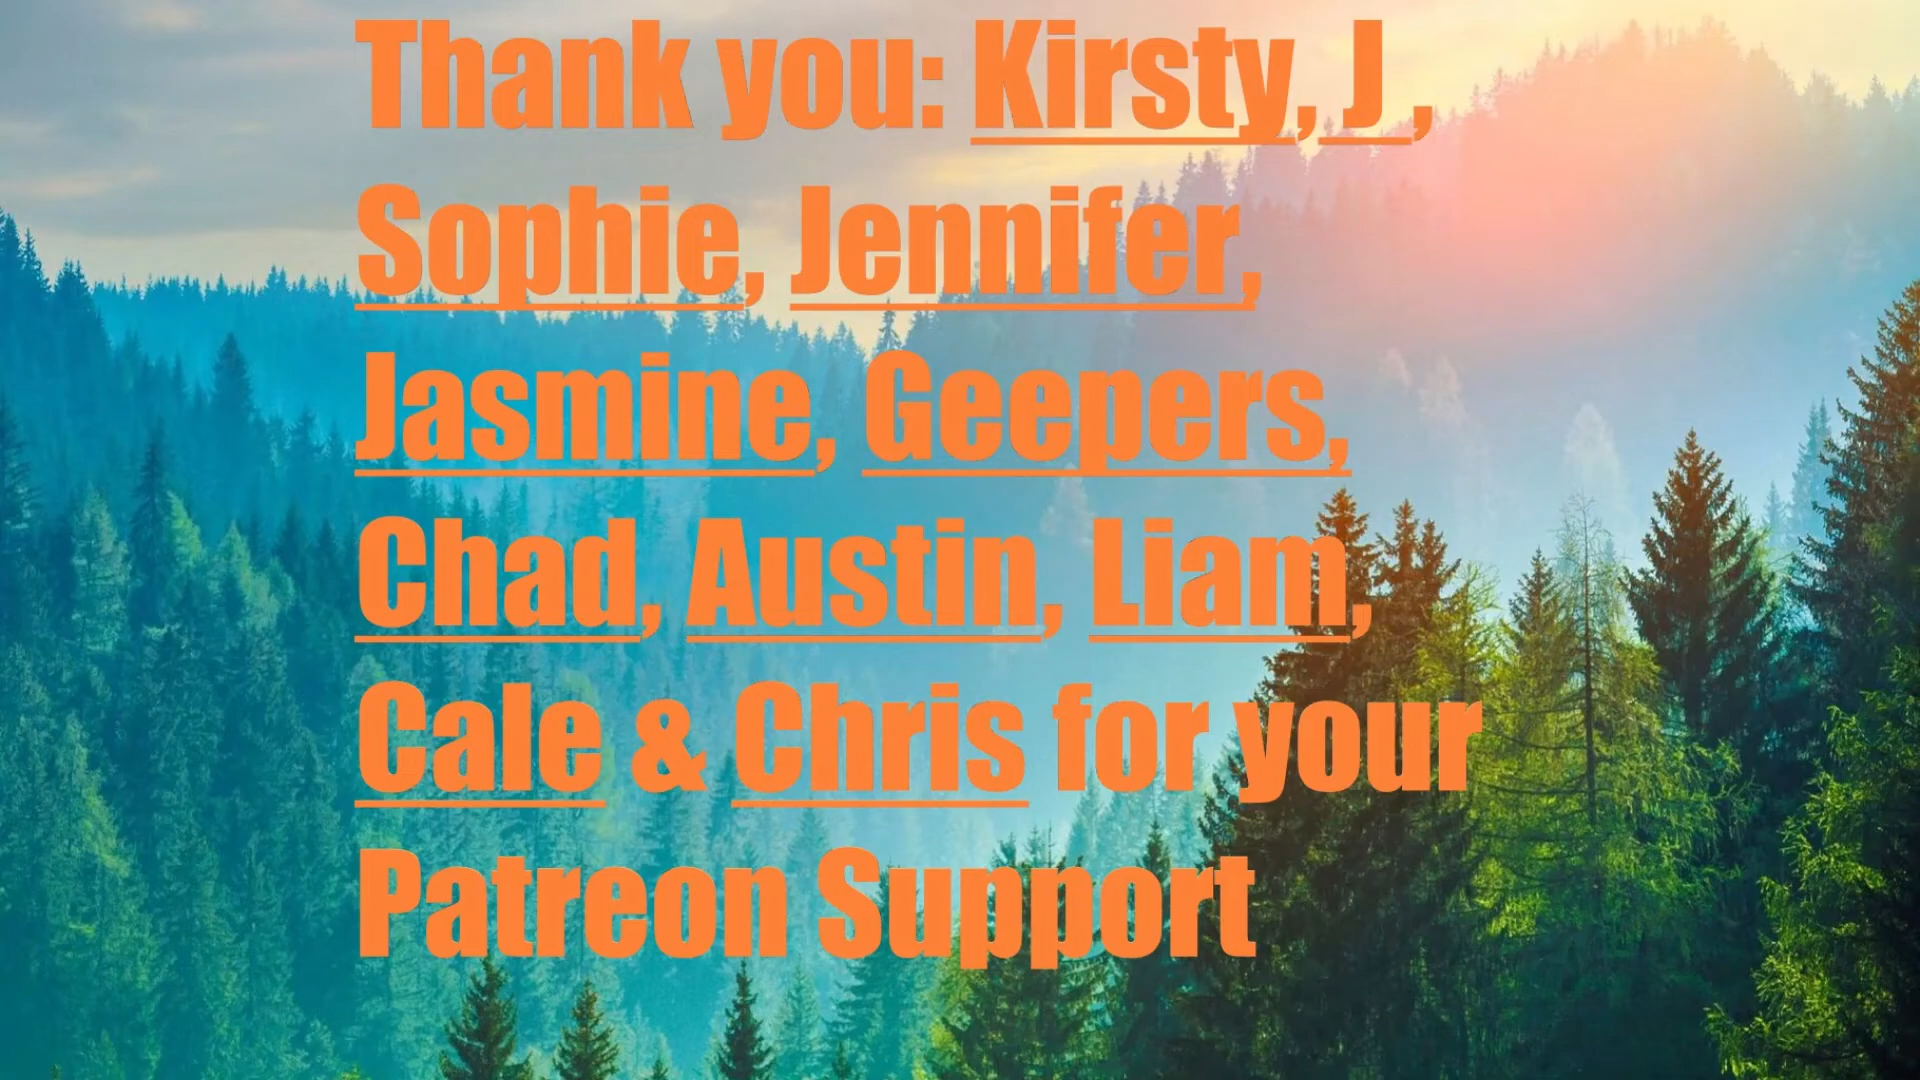 Thank you: Kirsty, J ,
Sophie, Jennifer,
Jasmine, Geepers,
Chad, Austin, Liam,
Cale & Chris for your
Patreon Support